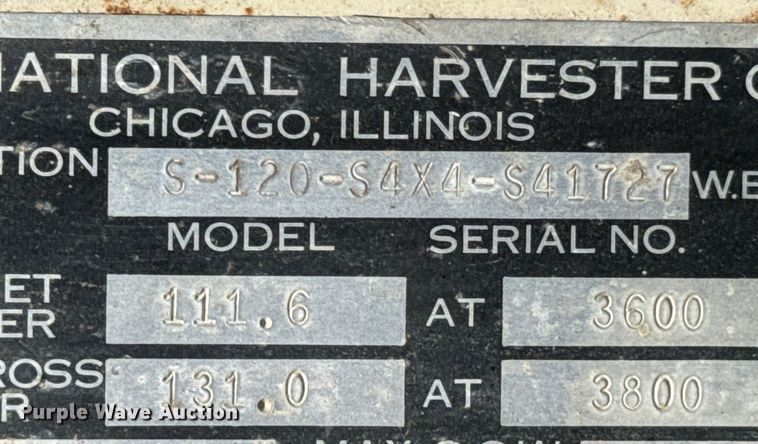 NATIONAL HARVESTER C
CHICAGO, ILLINOIS
TION S-120-S4X4-S41727 W.B
MODEL SERIAL NO.
ET
ER 111.6 AT 3600
ROSS
R 131.0 AT 3800
Purple Wave Auction